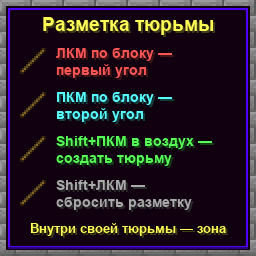 Разметка тюрьмы
ЛКМ по блоку —
первый угол
ПКМ по блоку —
второй угол
Shift+ПКМ в воздух —
создать тюрьму
Shift+ЛКМ —
сбросить разметку
Внутри своей тюрьмы — зона